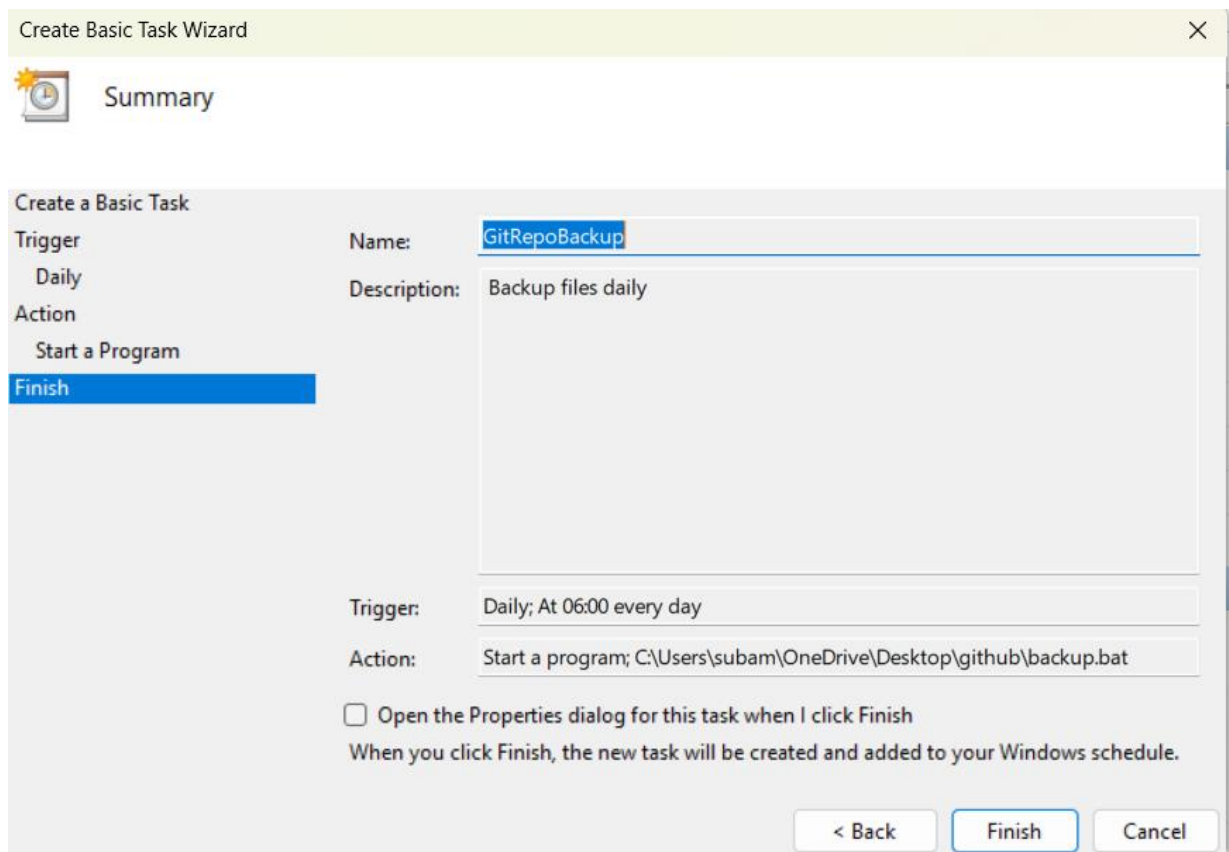 Create Basic Task Wizard
Summary
Create a Basic Task
Trigger
Daily
Action
Start a Program
Finish
Name: GitRepoBackup
Description: Backup files daily
Trigger: Daily; At 06:00 every day
Action: Start a program; C:\Users\subam\OneDrive\Desktop\github\backup.bat
Open the Properties dialog for this task when I click Finish
When you click Finish, the new task will be created and added to your Windows schedule.
< Back Finish Cancel